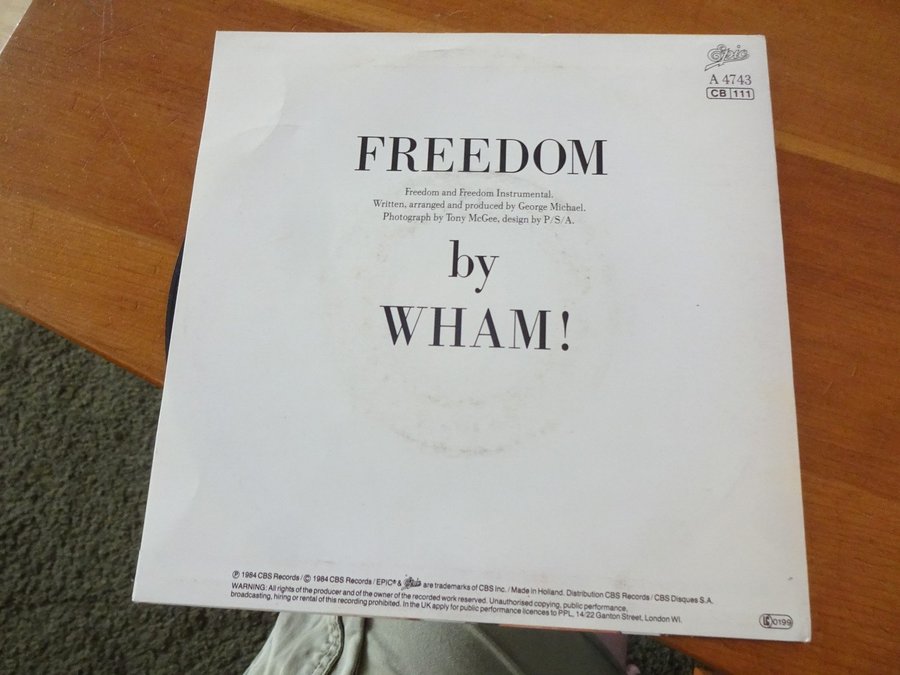 Epic
A 4743
CB 111
FREEDOM
Freedom and Freedom Instrumental.
Written, arranged and produced by George Michael.
Photograph by Tony McGee, design by P/S/A.
by
WHAM!
℗ 1984 CBS Records / © 1984 CBS Records / EPIC® & Epic are trademarks of CBS Inc. / Made in Holland. Distribution CBS Records / CBS Disques S.A.
WARNING: All rights of the producer and of the owner of the recorded work reserved. Unauthorised copying, public performance,
broadcasting, hiring or rental of this recording prohibited. In the UK apply for public performance licences to PPL, 14/22 Ganton Street, London WI.
0199